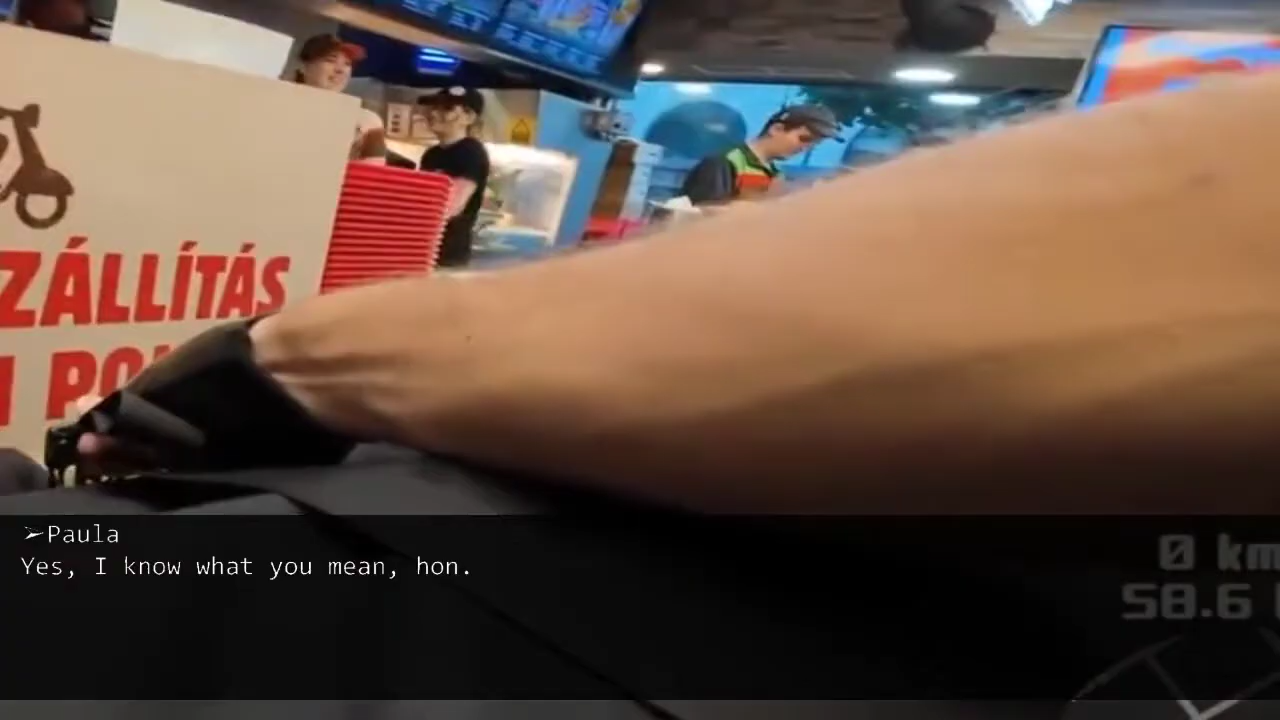 ZÁLLÍTÁS
➢Paula
Yes, I know what you mean, hon.
0 km
58.6